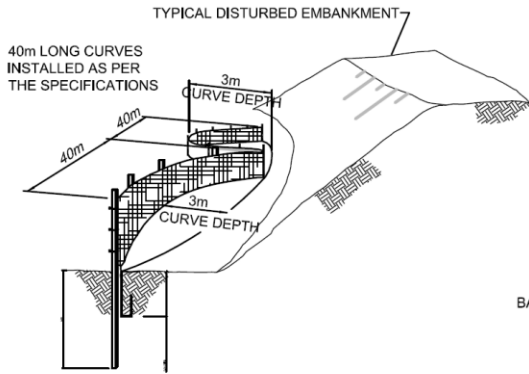 TYPICAL DISTURBED EMBANKMENT
40m LONG CURVES
INSTALLED AS PER
THE SPECIFICATIONS
3m
CURVE DEPTH
40m
40m
3m
CURVE DEPTH
BA